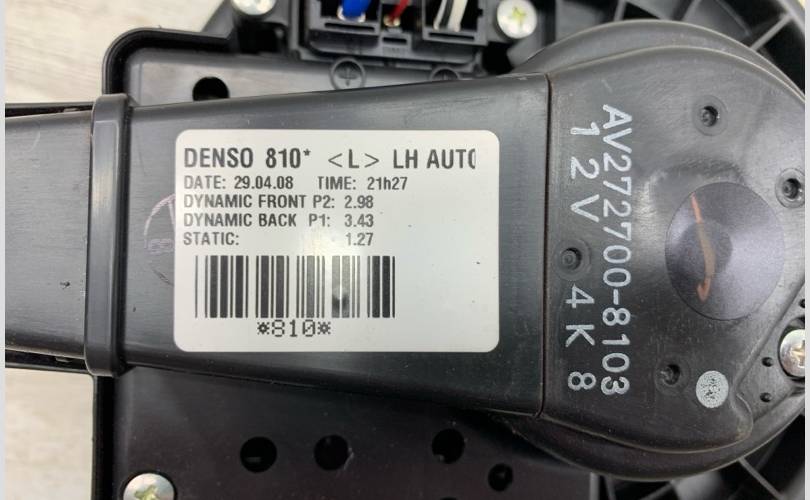 DENSO 810* <L> LH AUTO
DATE: 29.04.08 TIME: 21h27
DYNAMIC FRONT P2: 2.98
DYNAMIC BACK P1: 3.43
STATIC: 1.27
*810*
AV272700-8103
12V 4K8